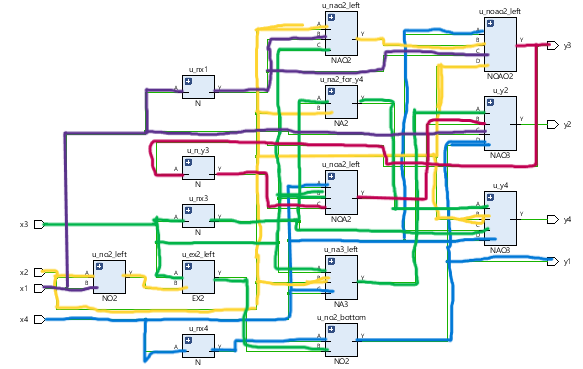 u_nao2_left
A
B
C
Y
NAO2
u_noao2_left
A
B
C
D
Y
NOAO2
y3
u_nx1
A
Y
N
u_na2_for_y4
A
B
Y
NA2
u_y2
A
B
C
D
Y
NAO3
y2
u_n_y3
A
Y
N
u_noa2_left
A
B
C
Y
NOA2
u_y4
A
B
C
D
Y
NAO3
y4
u_nx3
A
Y
N
x3
u_no2_left
A
B
Y
NO2
u_ex2_left
A
B
Y
EX2
u_na3_left
A
B
C
Y
NA3
y1
x2
x1
x4
u_nx4
A
Y
N
u_no2_bottom
A
B
Y
NO2